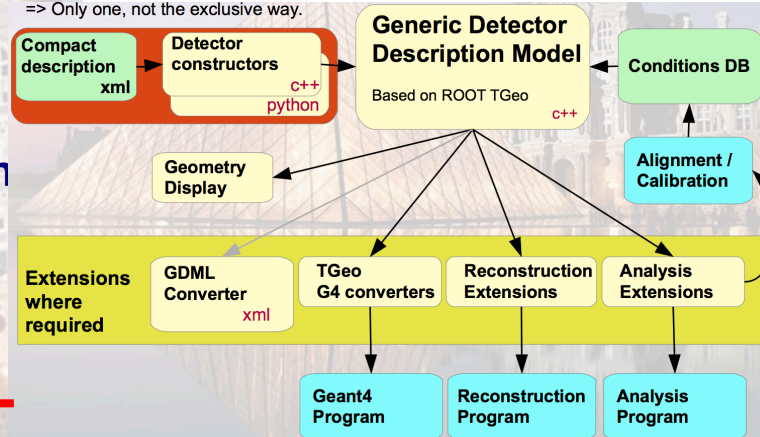 => Only one, not the exclusive way.
Compact
description
xml
Detector
constructors
c++
python
Generic Detector
Description Model
Based on ROOT TGeo
c++
Conditions DB
Geometry
Display
Alignment /
Calibration
Extensions
where
required
GDML
Converter
xml
TGeo
G4 converters
Reconstruction
Extensions
Analysis
Extensions
Geant4
Program
Reconstruction
Program
Analysis
Program